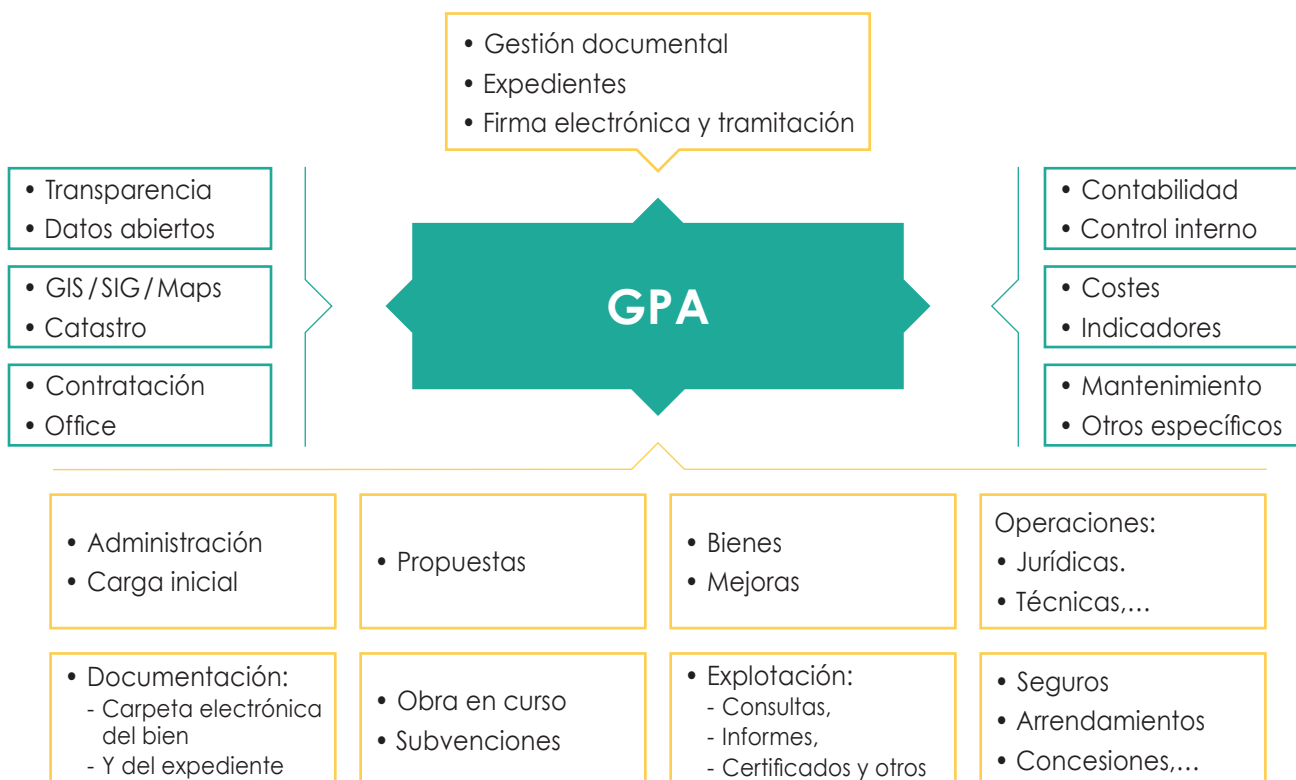 • Gestión documental
• Expedientes
• Firma electrónica y tramitación
• Transparencia
• Datos abiertos
• GIS/SIG/Maps
• Catastro
• Contratación
• Office
GPA
• Contabilidad
• Control interno
• Costes
• Indicadores
• Mantenimiento
• Otros específicos
• Administración
• Carga inicial
• Propuestas
• Bienes
• Mejoras
Operaciones:
• Jurídicas.
• Técnicas,...
• Documentación:
- Carpeta electrónica
del bien
- Y del expediente
• Obra en curso
• Subvenciones
• Explotación:
- Consultas,
- Informes,
- Certificados y otros
• Seguros
• Arrendamientos
• Concesiones,...